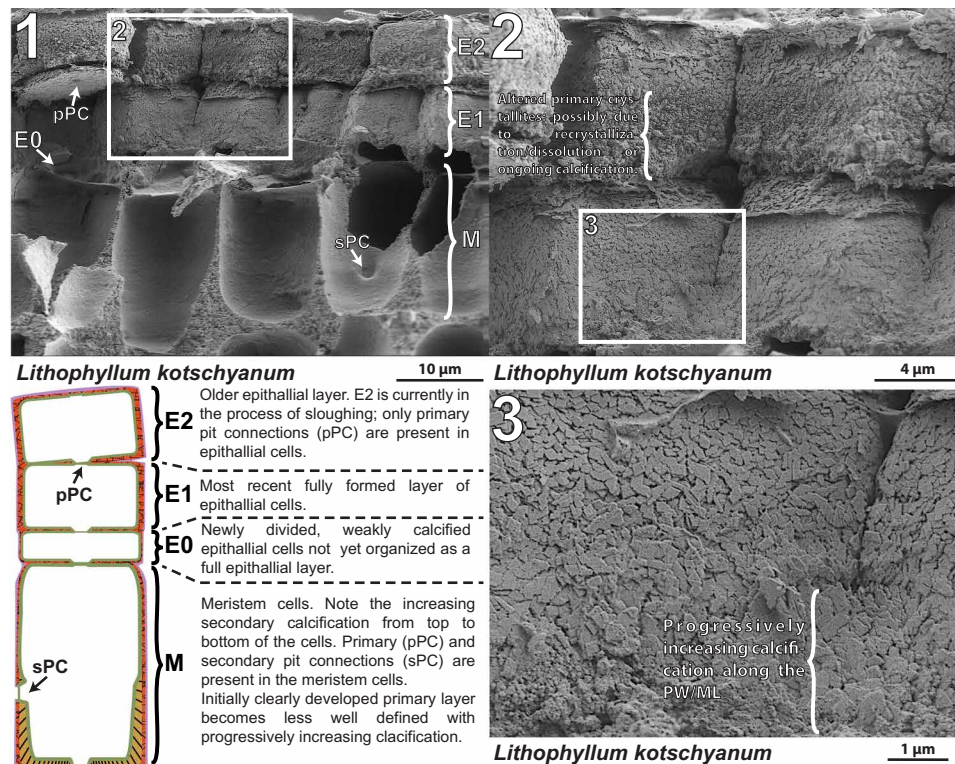 1
2
E2
pPC
E1
E0
M
sPC
Lithophyllum kotschyanum
10 µm
2
Altered primary crys-
tallites: possibly due
to recrystalliza
tion/dissolution or
ongoing calcification.
3
Lithophyllum kotschyanum
4 µm
E2
Older epithallial layer. E2 is currently in
the process of sloughing; only primary
pit connections (pPC) are present in
epithallial cells.
pPC
E1
Most recent fully formed layer of
epithallial cells.
E0
Newly divided, weakly calcified
epithallial cells not yet organized as a
full epithallial layer.
M
sPC
Meristem cells. Note the increasing
secondary calcification from top to
bottom of the cells. Primary (pPC) and
secondary pit connections (sPC) are
present in the meristem cells.
Initially clearly developed primary layer
becomes less well defined with
progressively increasing clacification.
3
Progressively
increasing calcifi
cation along the
PW/ML
Lithophyllum kotschyanum
1 µm